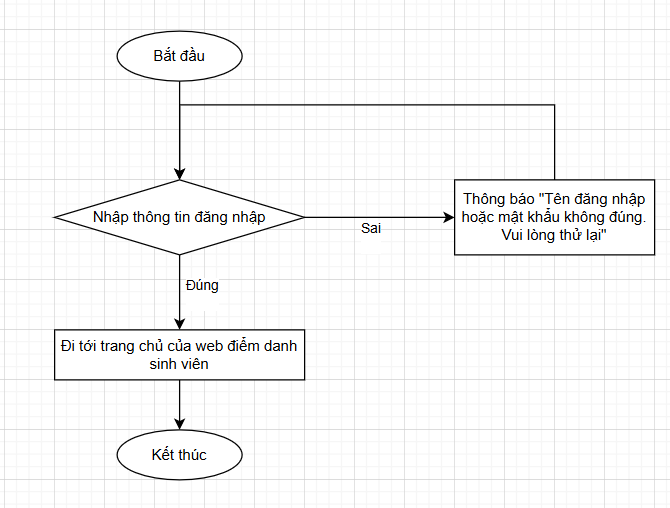 Bắt đầu
Nhập thông tin đăng nhập
Sai
Thông báo "Tên đăng nhập
hoặc mật khẩu không đúng.
Vui lòng thử lại"
Đúng
Đi tới trang chủ của web điểm danh
sinh viên
Kết thúc